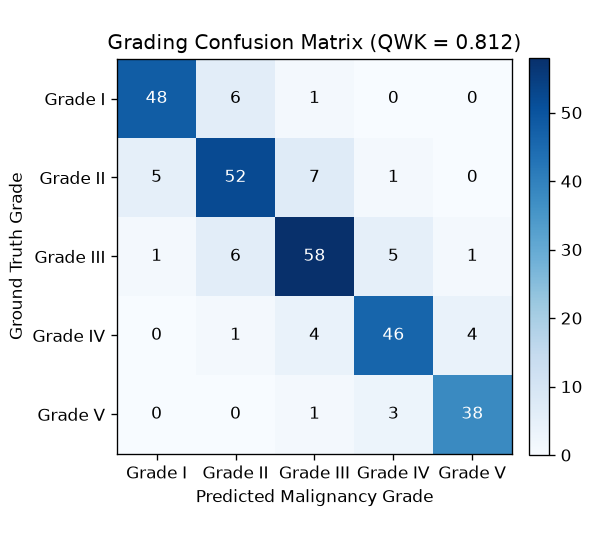 Grading Confusion Matrix (QWK = 0.812)
Grade I 48 6 1 0 0
Grade II 5 52 7 1 0
Grade III 1 6 58 5 1
Grade IV 0 1 4 46 4
Grade V 0 0 1 3 38
Grade I Grade II Grade III Grade IV Grade V
Predicted Malignancy Grade
Ground Truth Grade
50
40
30
20
10
0